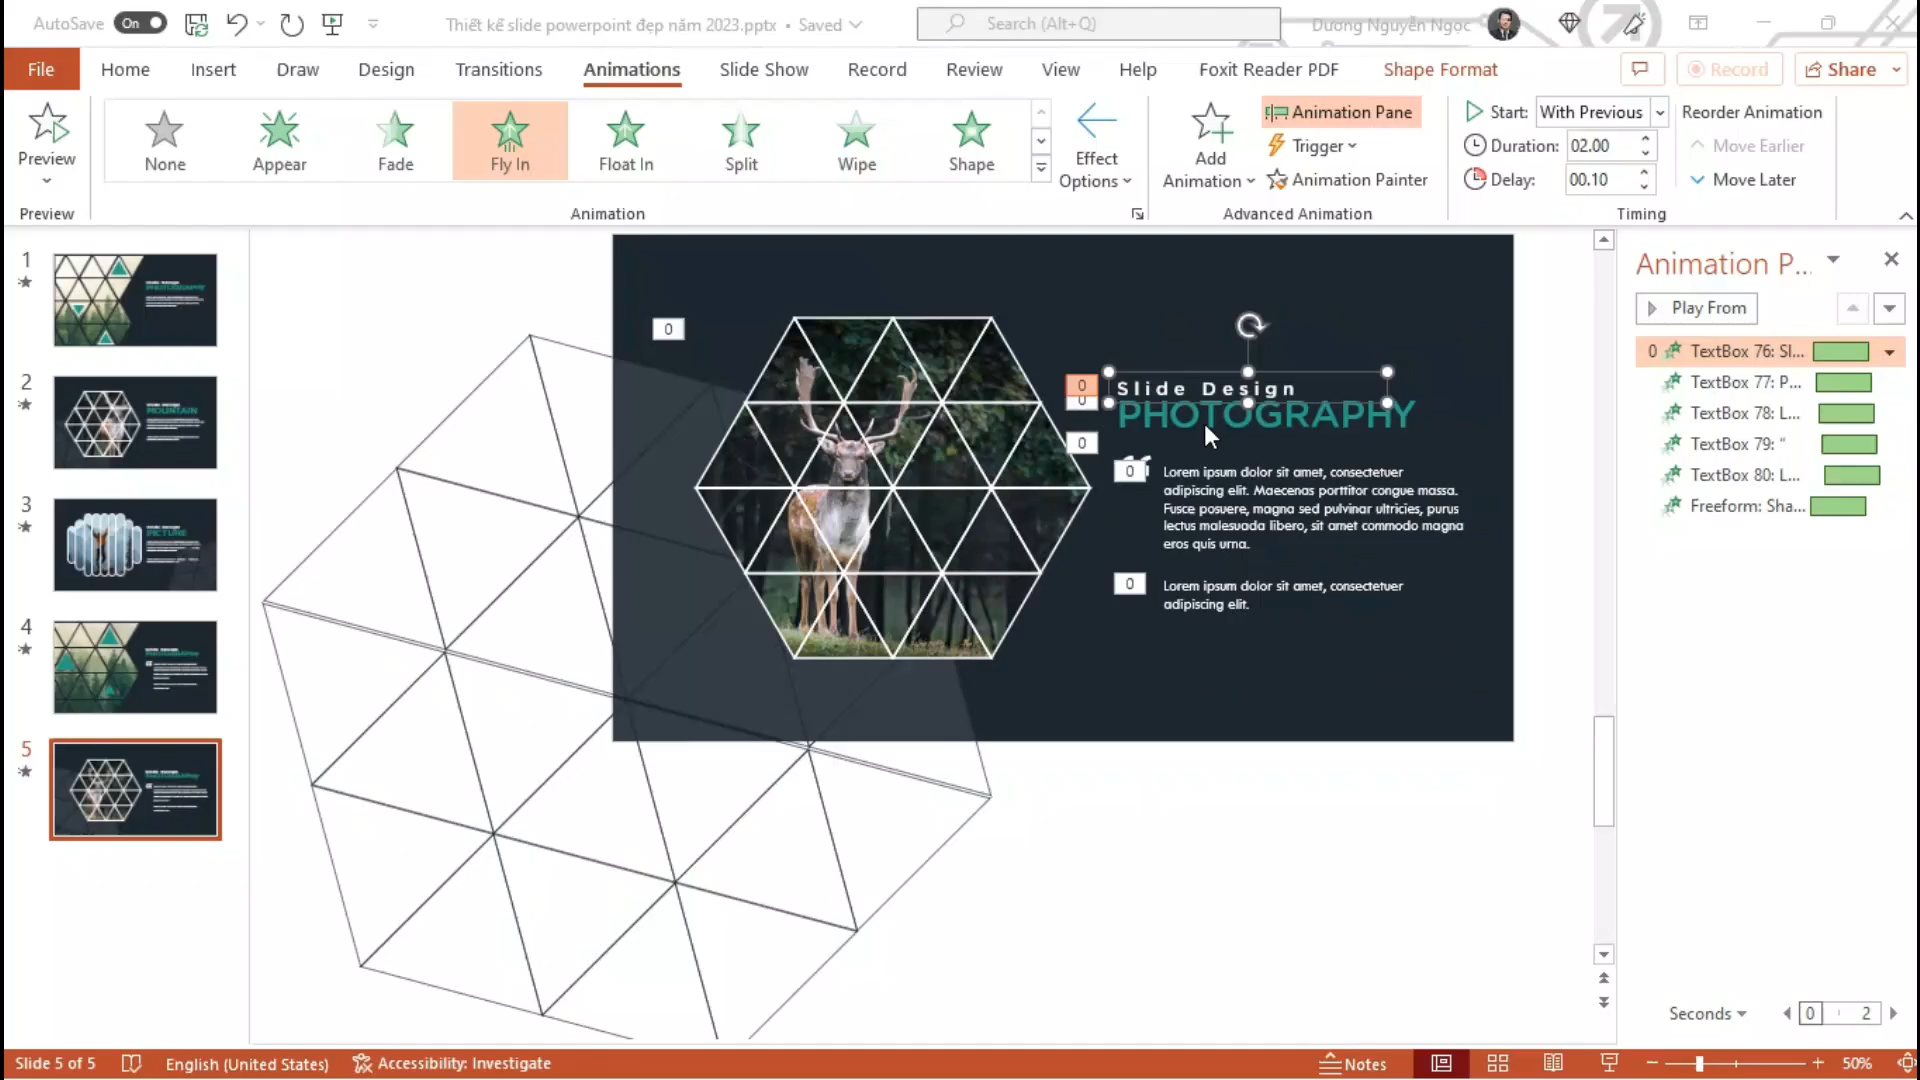 AutoSave On
Thiết kế slide powerpoint đẹp năm 2023.pptx • Saved
Search (Alt+Q)
Dương Nguyễn Ngọc
File Home Insert Draw Design Transitions Animations Slide Show Record Review View Help Foxit Reader PDF Shape Format
Record Share
Preview
None Appear Fade Fly In Float In Split Wipe Shape
Effect Options
Add Animation
Animation Pane
Trigger
Animation Painter
Start: With Previous
Duration: 02.00
Delay: 00.10
Reorder Animation
Move Earlier
Move Later
Preview Animation Advanced Animation Timing
1
2
MOUNTAIN
3
PICTURE
4
5
0
0
0
0
Slide Design
PHOTOGRAPHY
0
Lorem ipsum dolor sit amet, consectetuer
adipiscing elit. Maecenas porttitor congue massa.
Fusce posuere, magna sed pulvinar ultricies, purus
lectus malesuada libero, sit amet commodo magna
eros quis urna.
0
Lorem ipsum dolor sit amet, consectetuer
adipiscing elit.
Animation P...
Play From
0 TextBox 76: Sl...
TextBox 77: P...
TextBox 78: L...
TextBox 79: “
TextBox 80: L...
Freeform: Sha...
Seconds 0 2
Slide 5 of 5 English (United States) Accessibility: Investigate Notes 50%